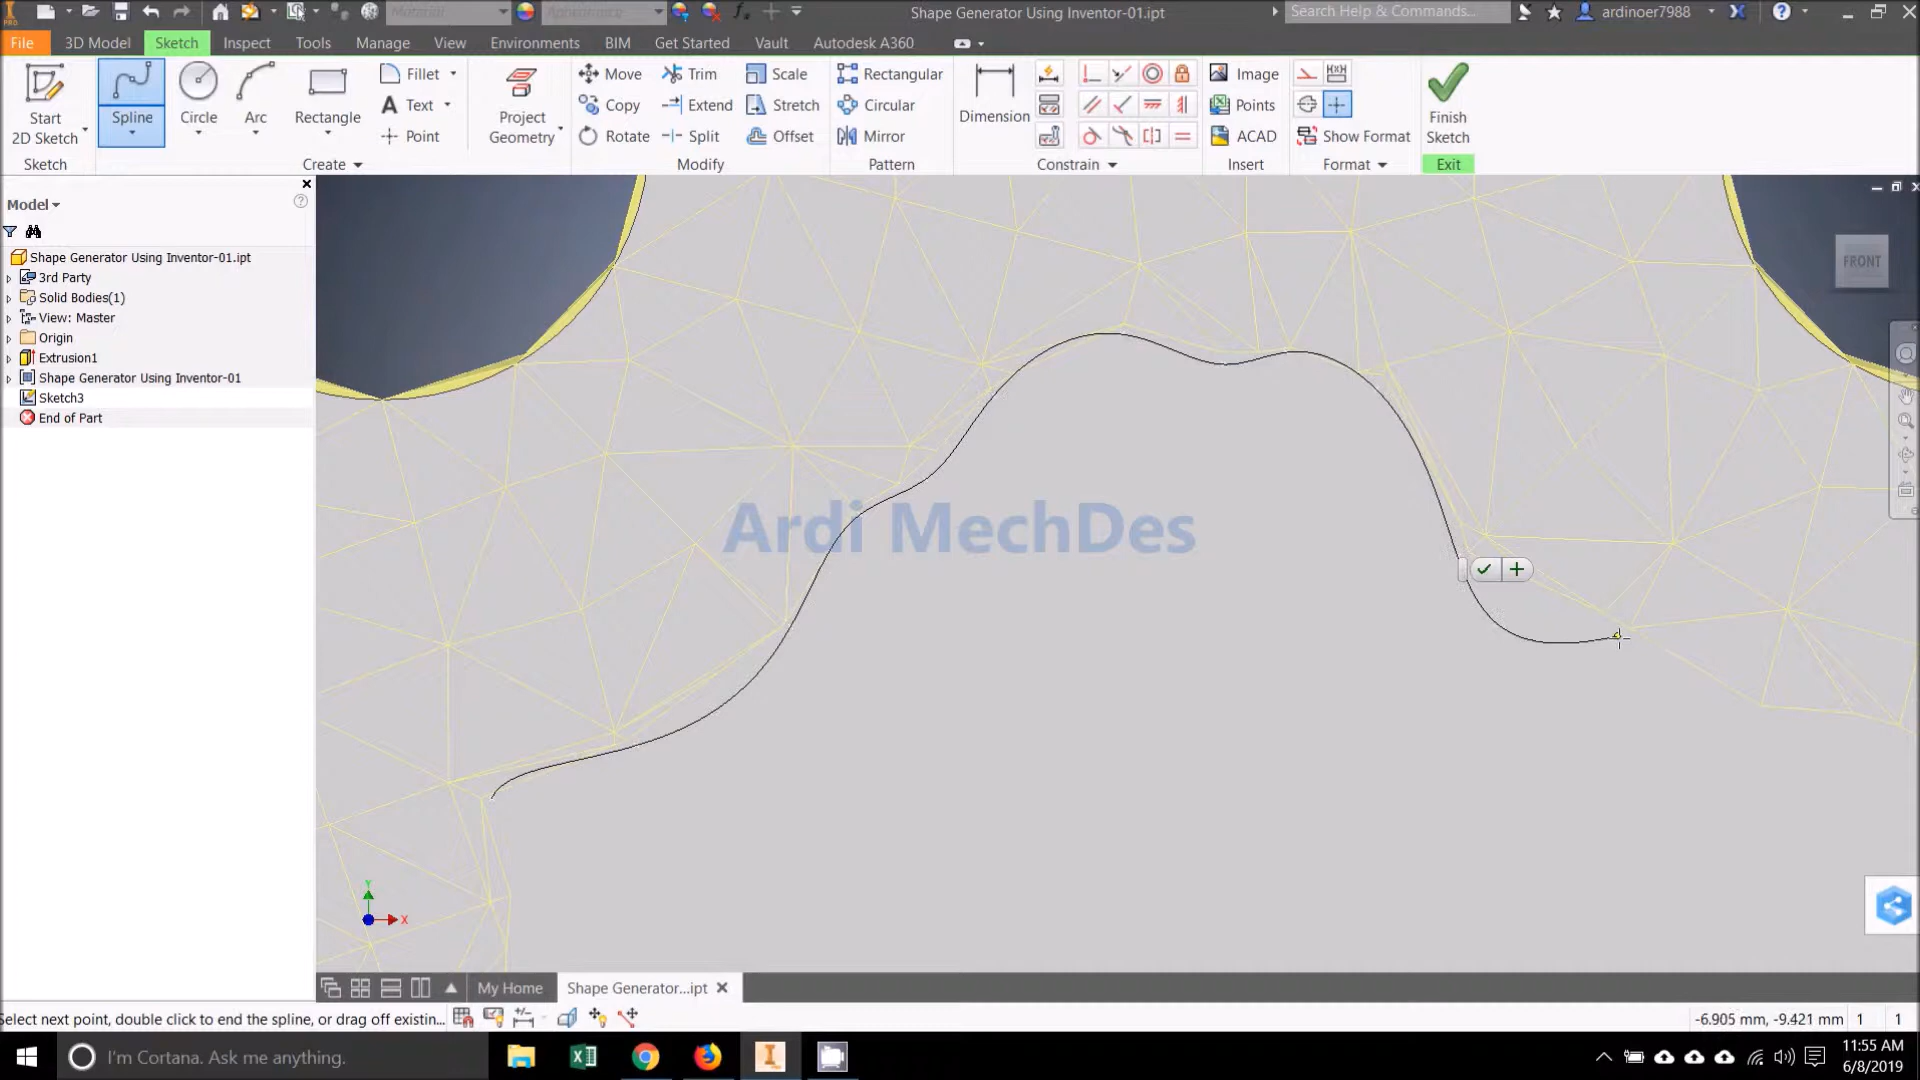 PRO
Material
Appearance
Shape Generator Using Inventor-01.ipt
Search Help & Commands...
ardinoer7988
File
3D Model
Sketch
Inspect
Tools
Manage
View
Environments
BIM
Get Started
Vault
Autodesk A360
Start
2D Sketch
Spline
Circle
Arc
Rectangle
Fillet
Text
Point
Project
Geometry
Move
Copy
Rotate
Trim
Extend
Split
Scale
Stretch
Offset
Rectangular
Circular
Mirror
Dimension
Image
Points
ACAD
Show Format
Finish
Sketch
Sketch
Create
Modify
Pattern
Constrain
Insert
Format
Exit
Model
Shape Generator Using Inventor-01.ipt
3rd Party
Solid Bodies(1)
View: Master
Origin
Extrusion1
Shape Generator Using Inventor-01
Sketch3
End of Part
FRONT
Ardi MechDes
Y
X
My Home
Shape Generator...ipt
Select next point, double click to end the spline, or drag off existin...
-6.905 mm, -9.421 mm
1
1
I'm Cortana. Ask me anything.
11:55 AM
6/8/2019